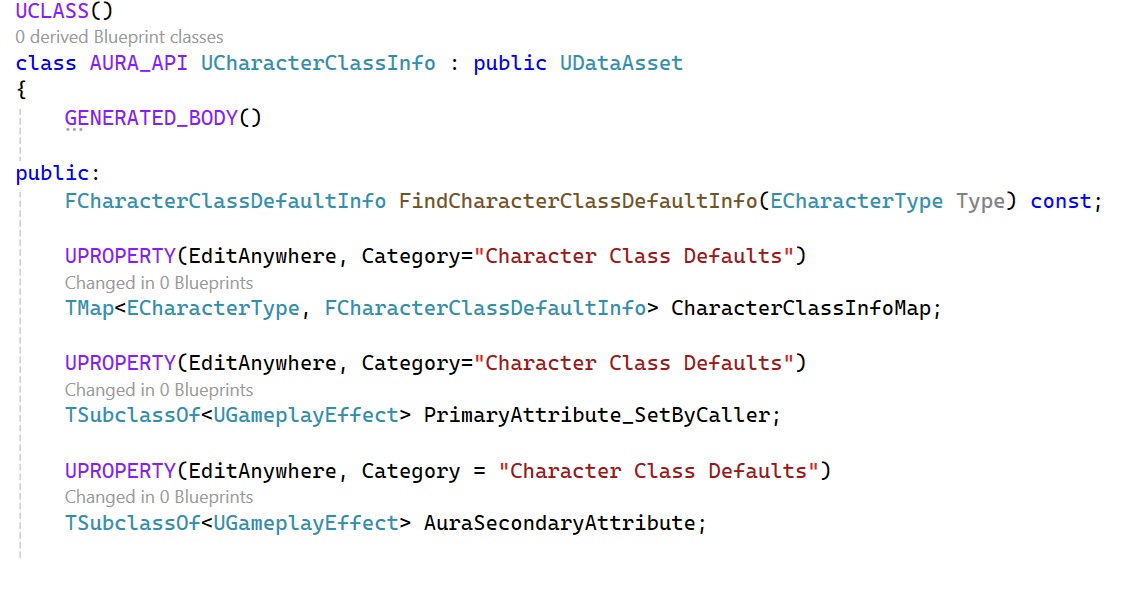 UCLASS()
0 derived Blueprint classes
class AURA_API UCharacterClassInfo : public UDataAsset
{
GENERATED_BODY()
public:
FCharacterClassDefaultInfo FindCharacterClassDefaultInfo(ECharacterType Type) const;
UPROPERTY(EditAnywhere, Category="Character Class Defaults")
Changed in 0 Blueprints
TMap<ECharacterType, FCharacterClassDefaultInfo> CharacterClassInfoMap;
UPROPERTY(EditAnywhere, Category="Character Class Defaults")
Changed in 0 Blueprints
TSubclassOf<UGameplayEffect> PrimaryAttribute_SetByCaller;
UPROPERTY(EditAnywhere, Category = "Character Class Defaults")
Changed in 0 Blueprints
TSubclassOf<UGameplayEffect> AuraSecondaryAttribute;